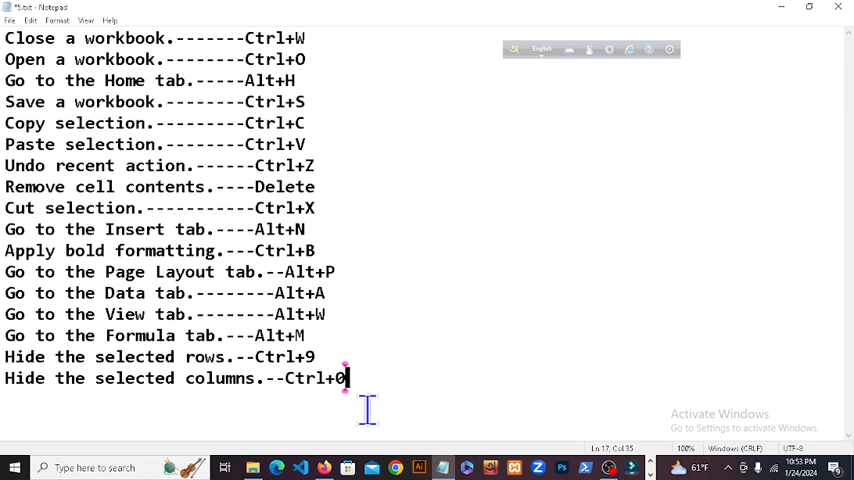 *5.txt - Notepad
File Edit Format View Help
English
Close a workbook.-------Ctrl+W
Open a workbook.--------Ctrl+O
Go to the Home tab.-----Alt+H
Save a workbook.--------Ctrl+S
Copy selection.---------Ctrl+C
Paste selection.--------Ctrl+V
Undo recent action.------Ctrl+Z
Remove cell contents.----Delete
Cut selection.-----------Ctrl+X
Go to the Insert tab.----Alt+N
Apply bold formatting.---Ctrl+B
Go to the Page Layout tab.--Alt+P
Go to the Data tab.--------Alt+A
Go to the View tab.--------Alt+W
Go to the Formula tab.---Alt+M
Hide the selected rows.--Ctrl+9
Hide the selected columns.--Ctrl+0
Activate Windows
Go to Settings to activate Windows.
Ln 17, Col 35 100% Windows (CRLF) UTF-8
Type here to search 61°F 10:53 PM
1/24/2024